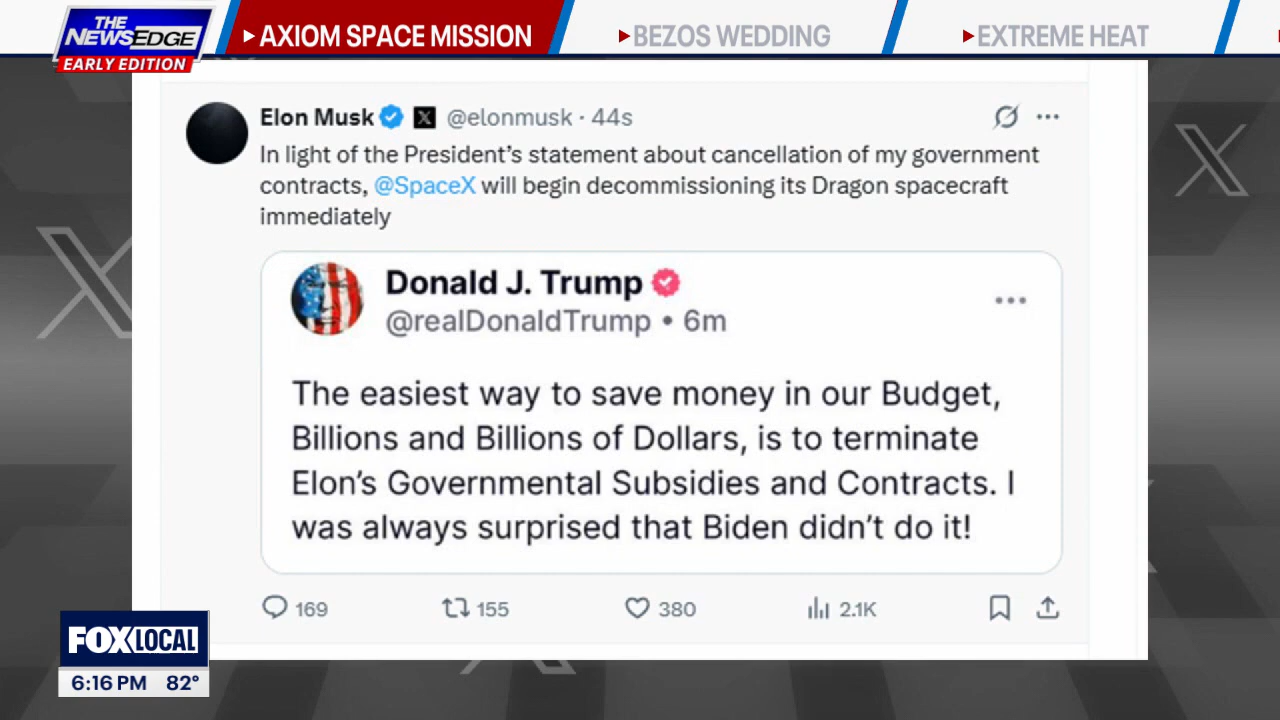 THE
NEWSEDGE
EARLY EDITION
AXIOM SPACE MISSION
BEZOS WEDDING
EXTREME HEAT
Elon Musk @elonmusk · 44s
In light of the President’s statement about cancellation of my government
contracts, @SpaceX will begin decommissioning its Dragon spacecraft
immediately
Donald J. Trump
@realDonaldTrump • 6m
The easiest way to save money in our Budget,
Billions and Billions of Dollars, is to terminate
Elon’s Governmental Subsidies and Contracts. I
was always surprised that Biden didn’t do it!
169 155 380 2.1K
FOX LOCAL
6:16 PM 82°